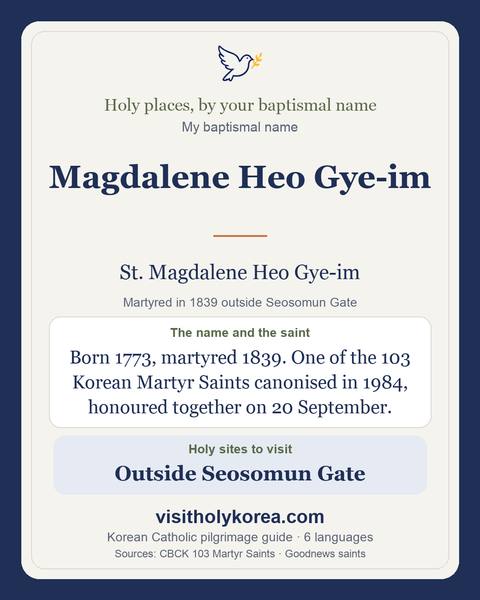 Holy places, by your baptismal name
My baptismal name
Magdalene Heo Gye-im
St. Magdalene Heo Gye-im
Martyred in 1839 outside Seosomun Gate
The name and the saint
Born 1773, martyred 1839. One of the 103
Korean Martyr Saints canonised in 1984,
honoured together on 20 September.
Holy sites to visit
Outside Seosomun Gate
visitholykorea.com
Korean Catholic pilgrimage guide · 6 languages
Sources: CBCK 103 Martyr Saints · Goodnews saints